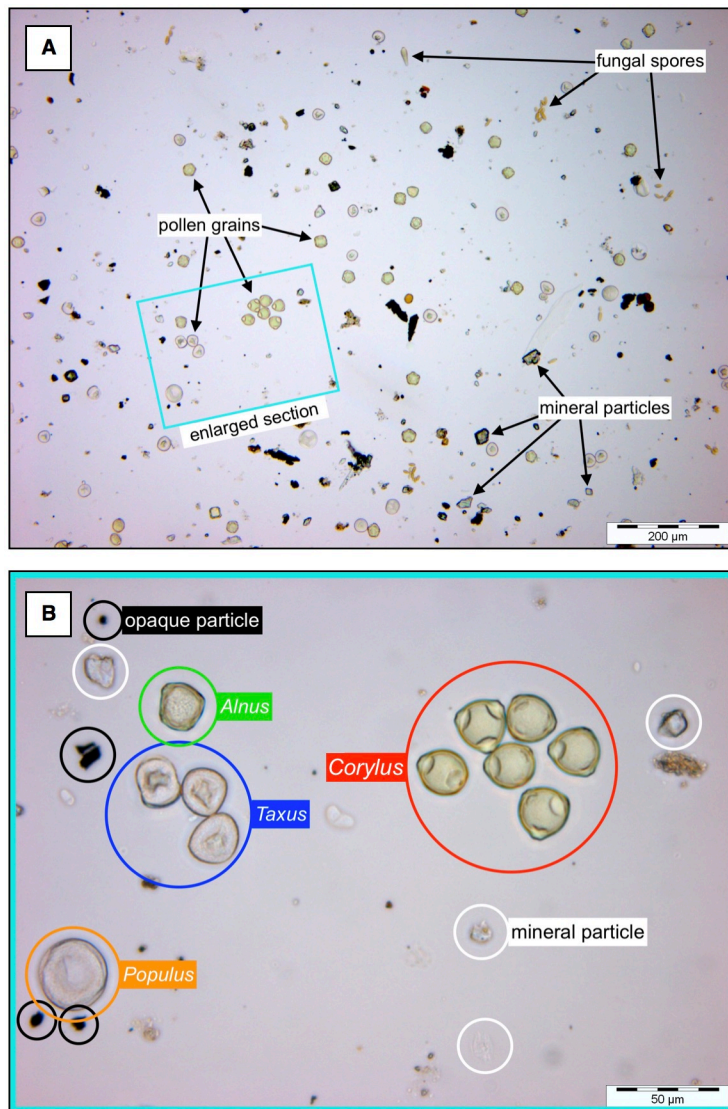 A
fungal spores
pollen grains
enlarged section
mineral particles
200 µm
B
opaque particle
Alnus
Corylus
Taxus
mineral particle
Populus
50 µm